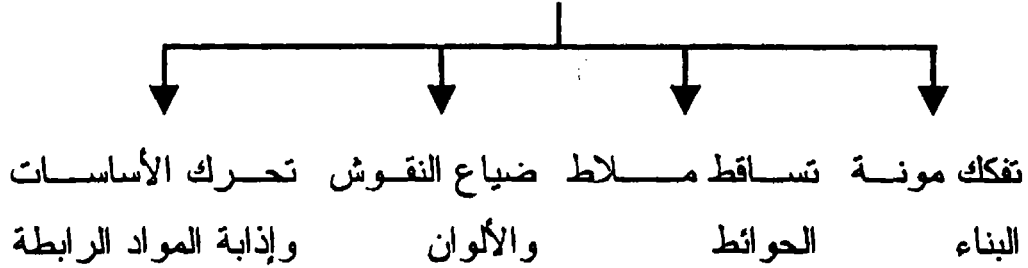 تفكك مونة تساقط ملاط ضياع النقوش تحرك الأساسات
البناء الحوائط والألوان وإذابة المواد الرابطة